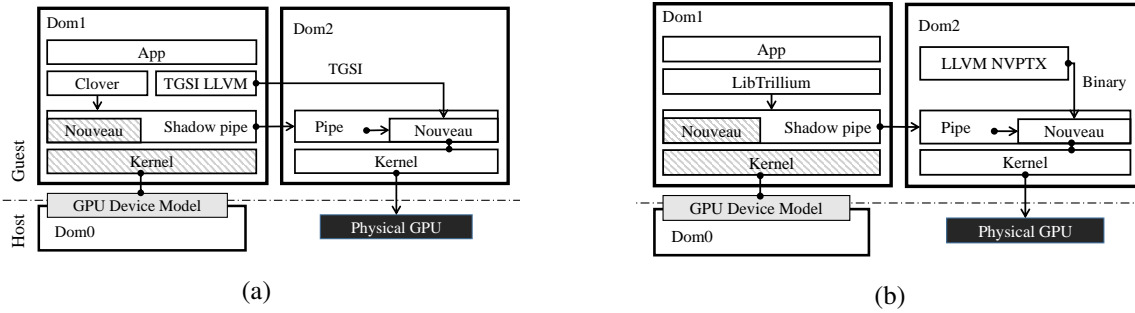 Dom1
Dom2
App
Clover
TGSI LLVM
TGSI
Nouveau
Shadow pipe
Pipe
Nouveau
Kernel
Kernel
Guest
Host
GPU Device Model
Dom0
Physical GPU
(a)
Dom1
Dom2
App
LibTrillium
LLVM NVPTX
Binary
Nouveau
Shadow pipe
Pipe
Nouveau
Kernel
Kernel
GPU Device Model
Dom0
Physical GPU
(b)